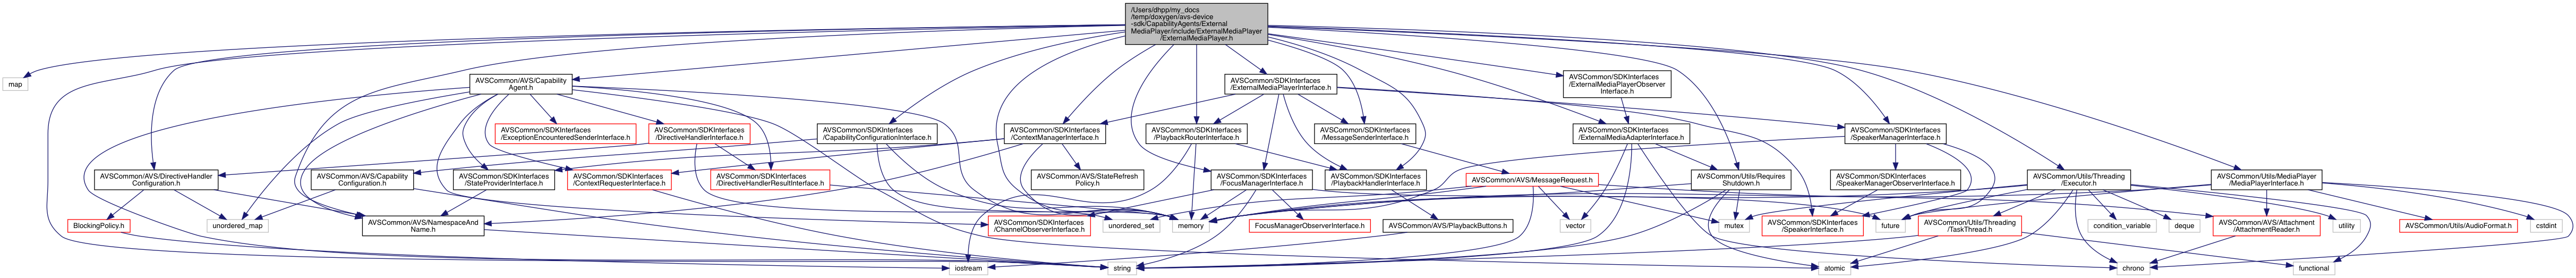 /Users/dhpp/my_docs
/temp/doxygen/avs-device
-sdk/CapabilityAgents/External
MediaPlayer/include/ExternalMediaPlayer
/ExternalMediaPlayer.h
map
AVSCommon/AVS/Capability
Agent.h
AVSCommon/SDKInterfaces
/ExternalMediaPlayerInterface.h
AVSCommon/SDKInterfaces
/ExternalMediaPlayerObserver
Interface.h
AVSCommon/SDKInterfaces
/ExceptionEncounteredSenderInterface.h
AVSCommon/SDKInterfaces
/DirectiveHandlerInterface.h
AVSCommon/SDKInterfaces
/CapabilityConfigurationInterface.h
AVSCommon/SDKInterfaces
/ContextManagerInterface.h
AVSCommon/SDKInterfaces
/PlaybackRouterInterface.h
AVSCommon/SDKInterfaces
/MessageSenderInterface.h
AVSCommon/SDKInterfaces
/ExternalMediaAdapterInterface.h
AVSCommon/SDKInterfaces
/SpeakerManagerInterface.h
AVSCommon/AVS/DirectiveHandler
Configuration.h
AVSCommon/AVS/Capability
Configuration.h
AVSCommon/SDKInterfaces
/StateProviderInterface.h
AVSCommon/SDKInterfaces
/ContextRequesterInterface.h
AVSCommon/SDKInterfaces
/DirectiveHandlerResultInterface.h
AVSCommon/AVS/StateRefresh
Policy.h
AVSCommon/SDKInterfaces
/FocusManagerInterface.h
AVSCommon/SDKInterfaces
/PlaybackHandlerInterface.h
AVSCommon/AVS/MessageRequest.h
AVSCommon/Utils/Requires
Shutdown.h
AVSCommon/SDKInterfaces
/SpeakerManagerObserverInterface.h
AVSCommon/Utils/Threading
/Executor.h
AVSCommon/Utils/MediaPlayer
/MediaPlayerInterface.h
BlockingPolicy.h
unordered_map
AVSCommon/AVS/NamespaceAnd
Name.h
AVSCommon/SDKInterfaces
/ChannelObserverInterface.h
unordered_set
memory
FocusManagerObserverInterface.h
AVSCommon/AVS/PlaybackButtons.h
vector
mutex
AVSCommon/SDKInterfaces
/SpeakerInterface.h
future
AVSCommon/Utils/Threading
/TaskThread.h
condition_variable
deque
AVSCommon/AVS/Attachment
/AttachmentReader.h
utility
AVSCommon/Utils/AudioFormat.h
cstdint
iostream
string
atomic
chrono
functional